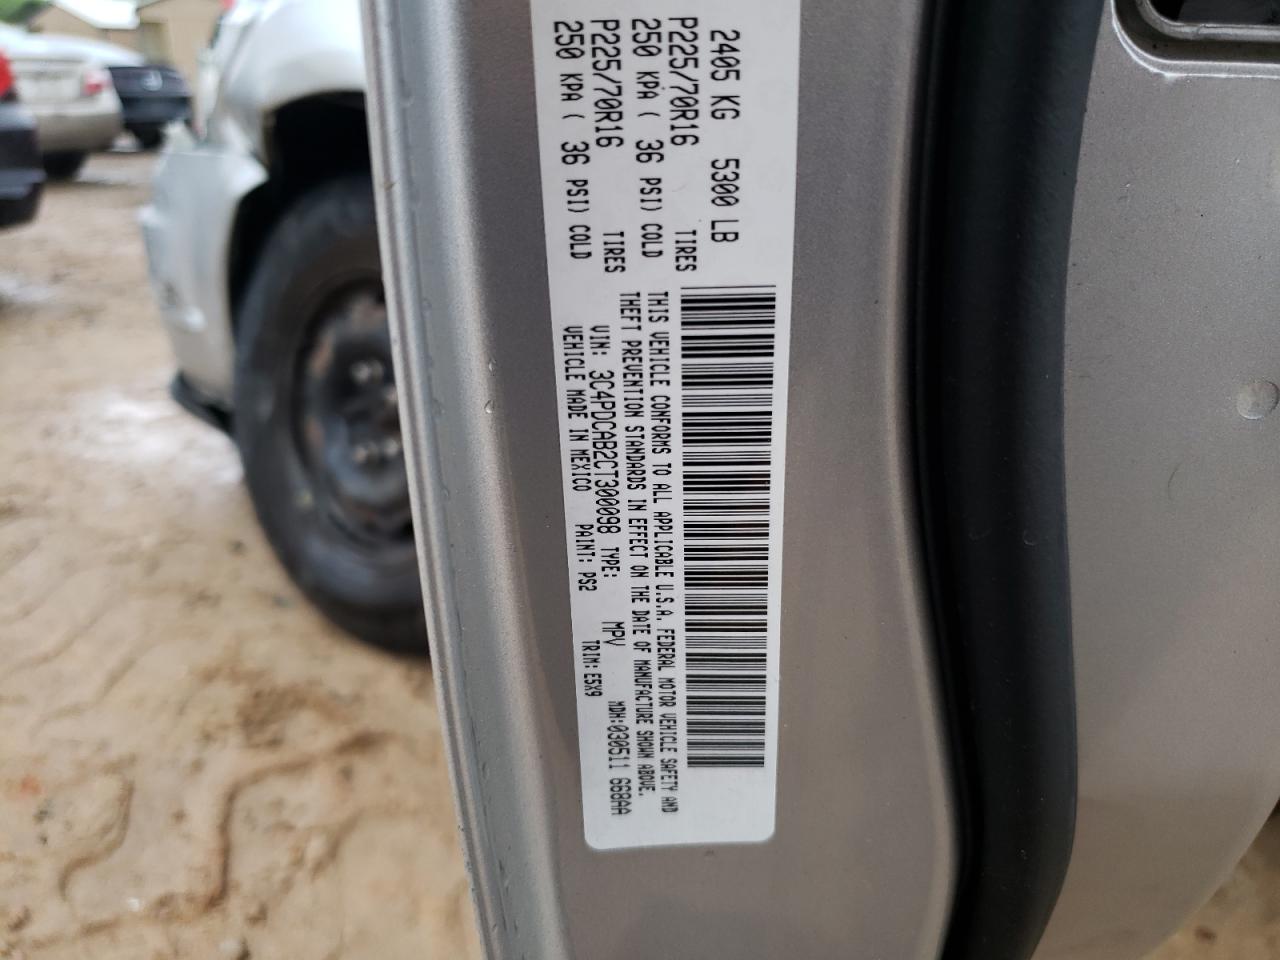 2405 KG 5300 LB
P225/70R16 TIRES
250 KPA ( 36 PSI) COLD
P225/70R16 TIRES
250 KPA ( 36 PSI) COLD
THIS VEHICLE CONFORMS TO ALL APPLICABLE U.S.A. FEDERAL MOTOR VEHICLE SAFETY AND
THEFT PREVENTION STANDARDS IN EFFECT ON THE DATE OF MANUFACTURE SHOWN ABOVE.
VIN: 3C4PDCAB2CT300098 TYPE: MPV MDH:030511 668AA
VEHICLE MADE IN MEXICO PAINT: PS2 TRIM: E5X9